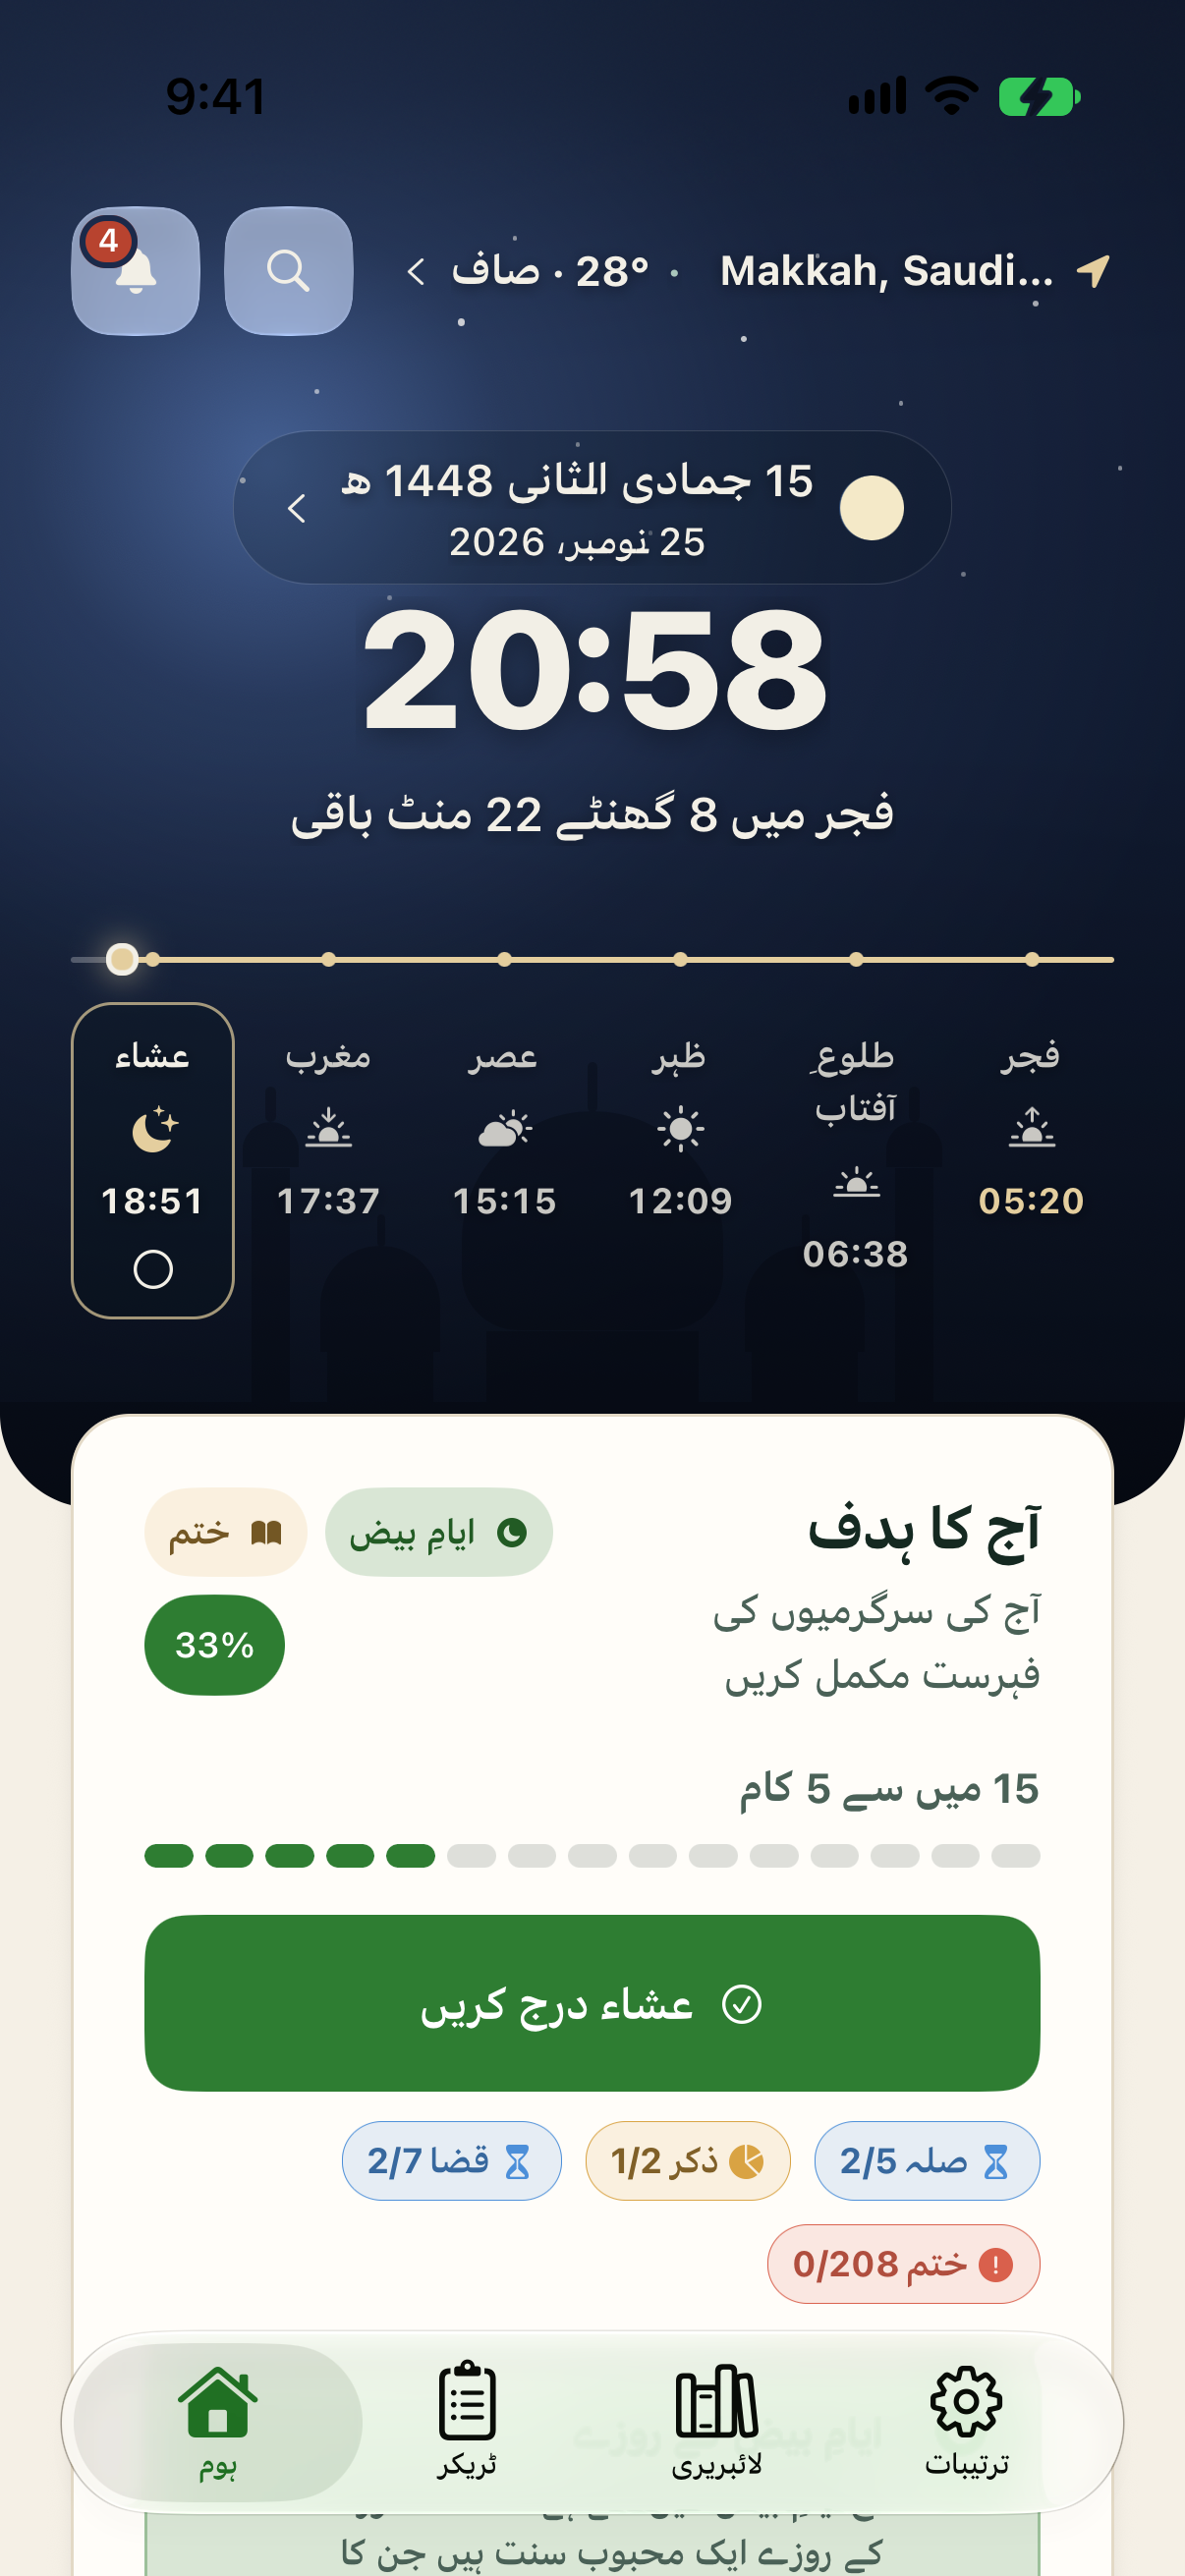 9:41
4
Makkah, Saudi... · 28° · صاف
15 جمادی الثانی 1448 ھ
25 نومبر، 2026
20:58
فجر میں 8 گھنٹے 22 منٹ باقی
فجر
05:20
طلوعِ آفتاب
06:38
ظہر
12:09
عصر
15:15
مغرب
17:37
عشاء
18:51
آج کا ہدف
ایامِ بیض
ختم
آج کی سرگرمیوں کی
فہرست مکمل کریں
33%
15 میں سے 5 کام
عشاء درج کریں
صلہ 2/5
ذکر 1/2
قضا 2/7
ختم 0/208
ایامِ بیض کے روزے
کے روزے ایک محبوب سنت ہیں جن کا
ترتیبات
لائبریری
ٹریکر
ہوم